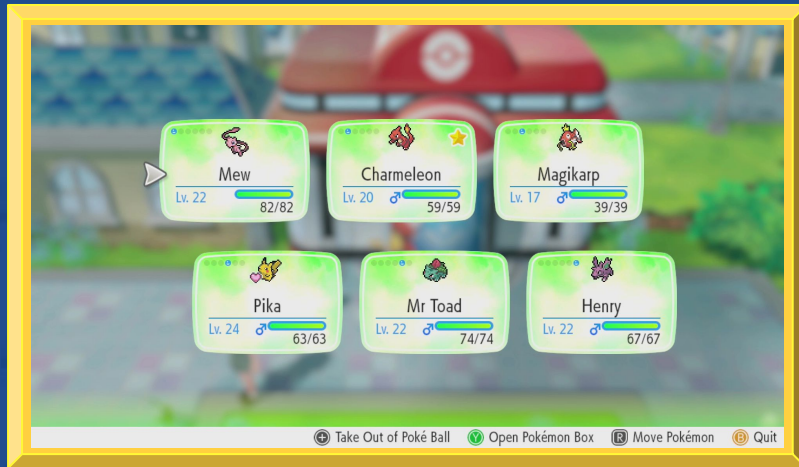 Mew
Lv. 22
82/82
Charmeleon
Lv. 20 ♂
59/59
Magikarp
Lv. 17 ♂
39/39
Pika
Lv. 24 ♂
63/63
Mr Toad
Lv. 22 ♂
74/74
Henry
Lv. 22 ♂
67/67
Take Out of Poké Ball Y Open Pokémon Box R Move Pokémon B Quit